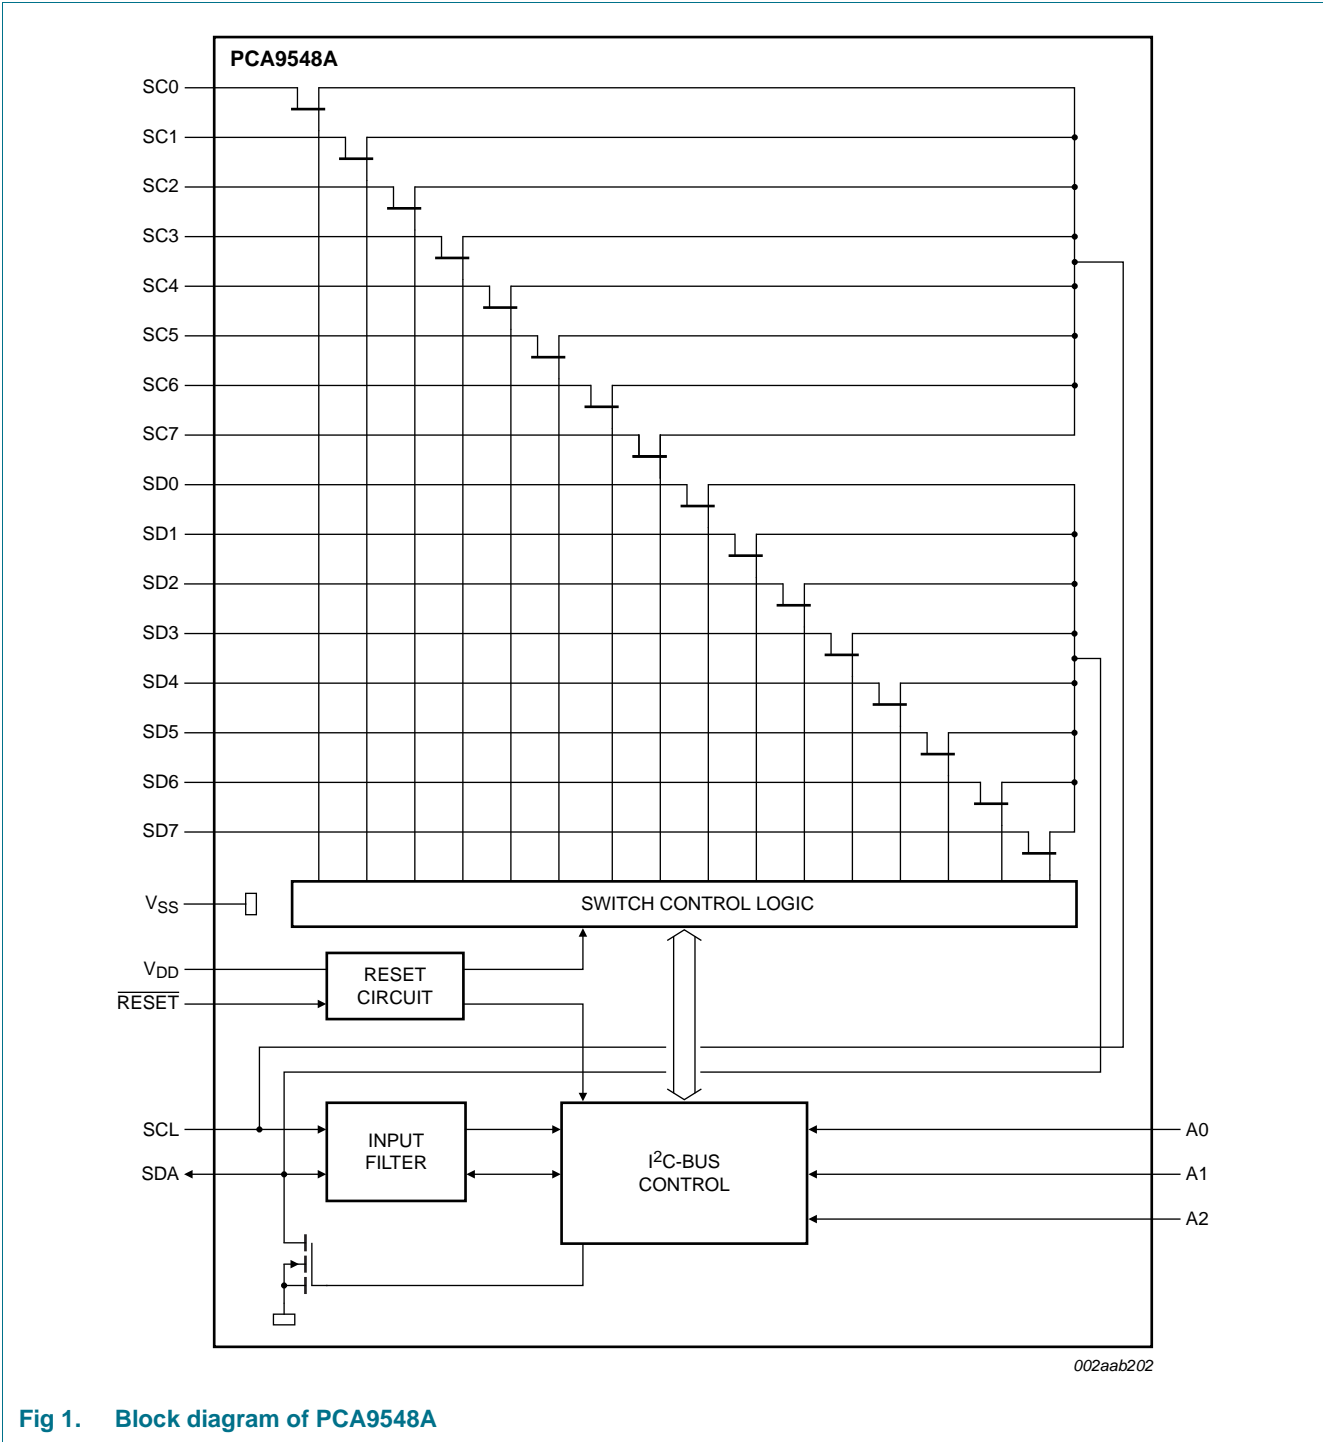 PCA9548A
SC0
SC1
SC2
SC3
SC4
SC5
SC6
SC7
SD0
SD1
SD2
SD3
SD4
SD5
SD6
SD7
VSS
SWITCH CONTROL LOGIC
VDD
RESET
RESET
CIRCUIT
SCL
SDA
INPUT
FILTER
I²C-BUS
CONTROL
A0
A1
A2
002aab202
Fig 1. Block diagram of PCA9548A